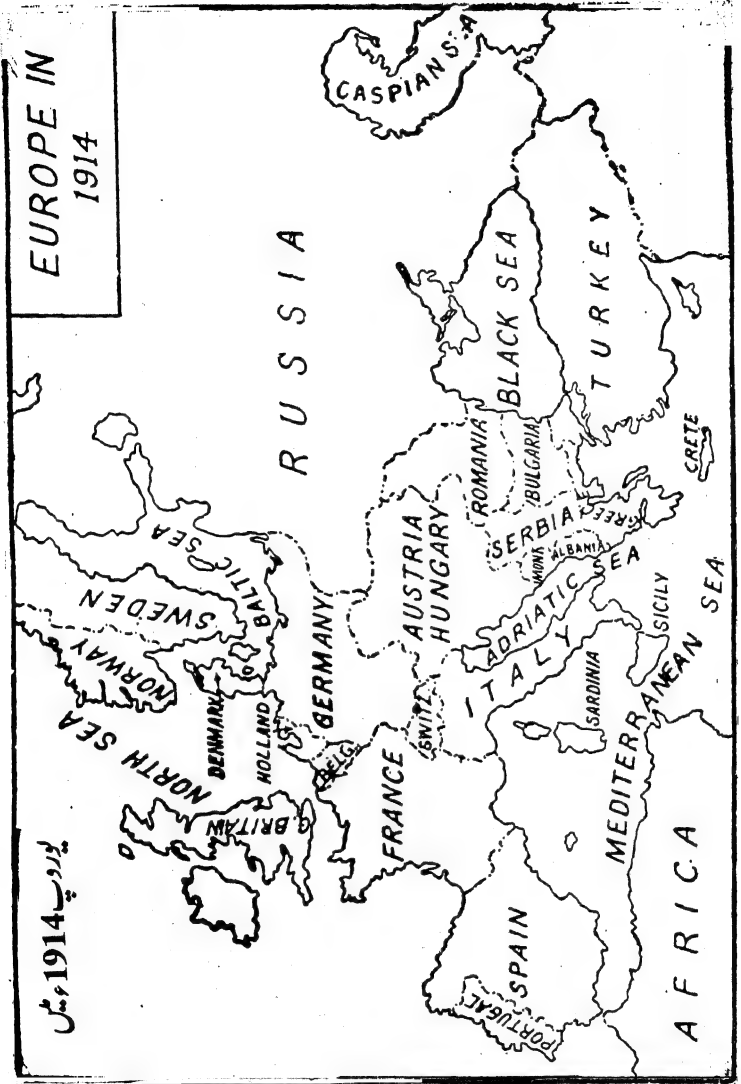 EUROPE IN
1914
یوروپ 1914ء میں
CASPIAN SEA
RUSSIA
NORWAY
SWEDEN
BALTIC SEA
NORTH SEA
DENMARK
HOLLAND
G. BRITAIN
BELG.
GERMANY
FRANCE
SWITZ
AUSTRIA
HUNGARY
ROMANIA
BULGARIA
SERBIA
MONT.
ALBANIA
GREECE
BLACK SEA
TURKEY
CRETE
ADRIATIC SEA
ITALY
SARDINIA
SICILY
MEDITERRANEAN SEA
SPAIN
PORTUGAL
AFRICA